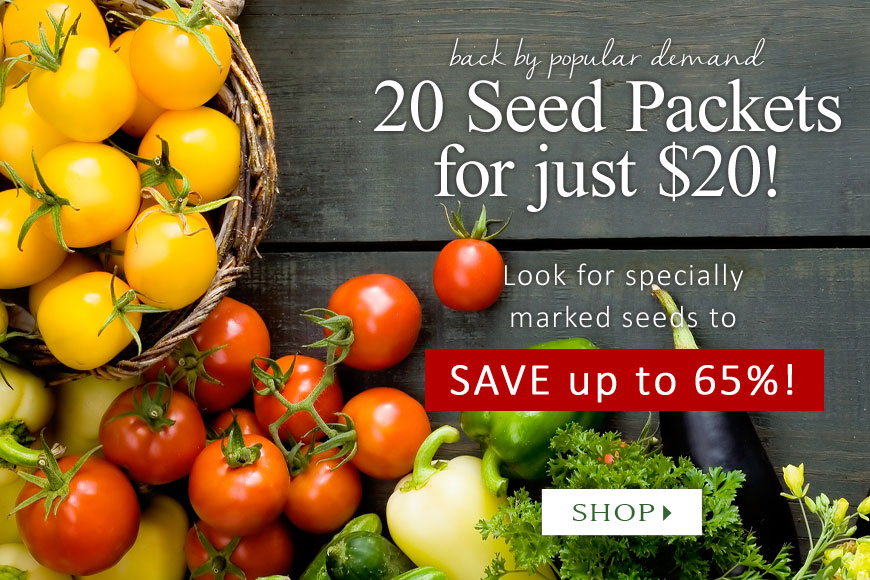 back by popular demand
20 Seed Packets
for just $20!
Look for specially
marked seeds to
SAVE up to 65%!
SHOP